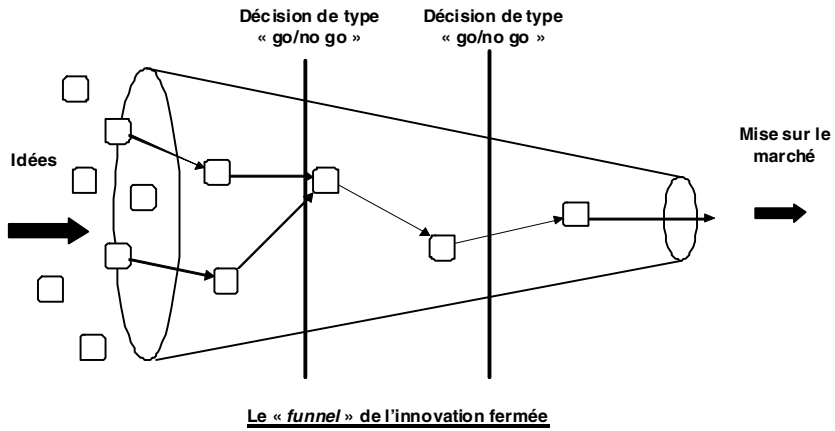 Décision de type
« go/no go »
Décision de type
« go/no go »
Idées
Mise sur le
marché
Le « funnel » de l'innovation fermée